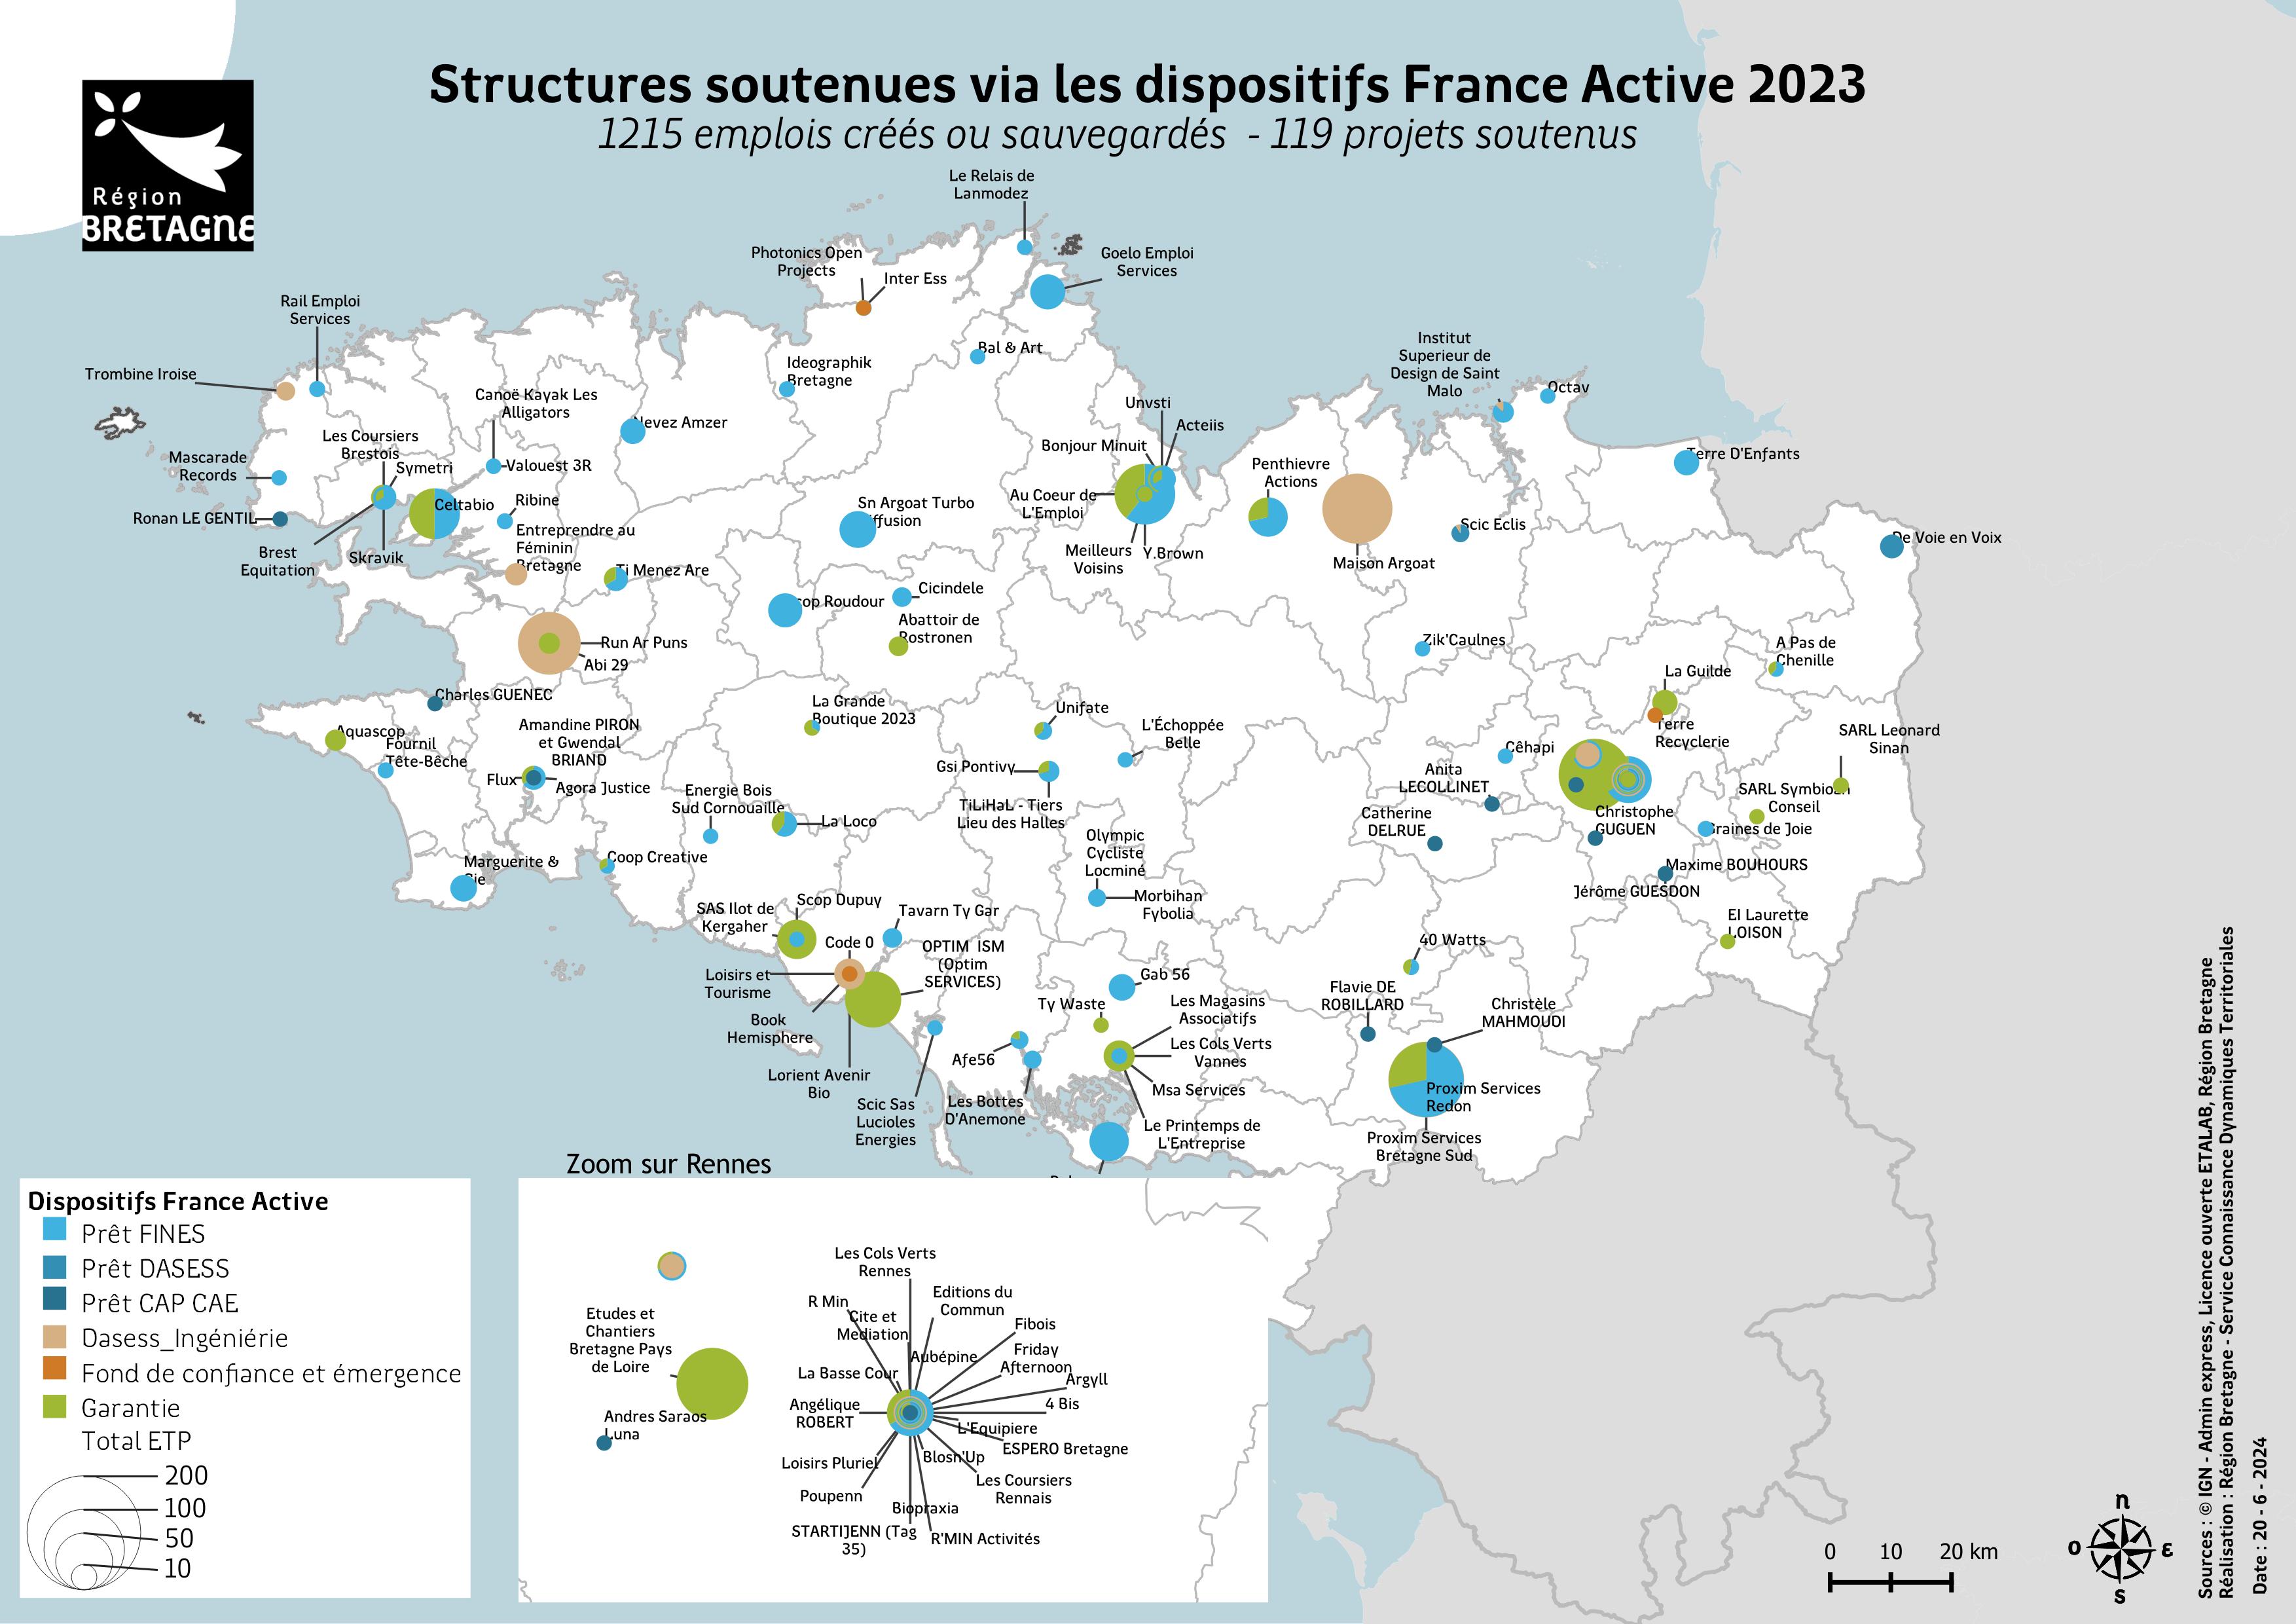 Structures soutenues via les dispositifs France Active 2023
1215 emplois créés ou sauvegardés - 119 projets soutenus
Région
BRETAGNE
Le Relais de
Lanmodez
Photonics Open
Projects
Inter Ess
Goelo Emploi
Services
Rail Emploi
Services
Trombine Iroise
Ideographik
Bretagne
Bal & Art
Institut
Superieur de
Design de Saint
Malo
Octav
Canoë Kayak Les
Alligators
Nevez Amzer
Unvsti
Acteiis
Bonjour Minuit
Les Coursiers
Brestois
Symetri
Mascarade
Records
Valouest 3R
Terre D'Enfants
Penthievre
Actions
Au Coeur de
L'Emploi
Celtabio
Ribine
Sn Argoat Turbo
Diffusion
Ronan LE GENTIL
Entreprendre au
Féminin
Bretagne
Scic Eclis
De Voie en Voix
Brest
Equitation
Skravik
Meilleurs
Voisins
Y.Brown
Maison Argoat
Ti Menez Are
Scop Roudour
Cicindele
Abattoir de
Rostronen
Run Ar Puns
Abi 29
Zik'Caulnes
A Pas de
Chenille
La Guilde
Charles GUENEC
La Grande
Boutique 2023
Unifate
L'Échoppée
Belle
Terre
Recyclerie
SARL Leonard
Sinan
Aquascop
Fournil
Tête-Bêche
Amandine PIRON
et Gwendal
BRIAND
Flux
Agora Justice
Gsi Pontivy
Cêhapi
Anita
LECOLLINET
Energie Bois
Sud Cornouaille
La Loco
TiLiHaL - Tiers
Lieu des Halles
Catherine
DELRUE
Christophe
GUGUEN
SARL Symbiosn
Conseil
Graines de Joie
Marguerite &
Cie
Coop Creative
Olympic
Cycliste
Locminé
Maxime BOUHOURS
Jérôme GUESDON
Morbihan
Fybolia
SAS Ilot de
Kergaher
Scop Dupuy
Tavarn Ty Gar
EI Laurette
LOISON
Code 0
OPTIM ISM
(Optim
SERVICES)
40 Watts
Loisirs et
Tourisme
Gab 56
Flavie DE
ROBILLARD
Christèle
MAHMOUDI
Ty Waste
Les Magasins
Associatifs
Book
Hemisphere
Les Cols Verts
Vannes
Afe56
Lorient Avenir
Bio
Msa Services
Proxim Services
Redon
Scic Sas
Lucioles
Energies
Les Bottes
D'Anemone
Le Printemps de
L'Entreprise
Proxim Services
Bretagne Sud
Zoom sur Rennes
Etudes et
Chantiers
Bretagne Pays
de Loire
Andres Saraos
Luna
Les Cols Verts
Rennes
R Min
Cite et
Mediation
Editions du
Commun
Fibois
Aubépine
Friday
Afternoon
La Basse Cour
Argyll
Angélique
ROBERT
4 Bis
L'Equipiere
ESPERO Bretagne
Loisirs Pluriel
Blosn'Up
Les Coursiers
Rennais
Poupenn
Biopraxia
STARTIJENN (Tag
35)
R'MIN Activités
Dispositifs France Active
Prêt FINES
Prêt DASESS
Prêt CAP CAE
Dasess_Ingéniérie
Fond de confiance et émergence
Garantie
Total ETP
200
100
50
10
0 10 20 km
n
o
ε
s
Sources : © IGN - Admin express, Licence ouverte ETALAB, Région Bretagne
Réalisation : Région Bretagne - Service Connaissance Dynamiques Territoriales
Date : 20 - 6 - 2024